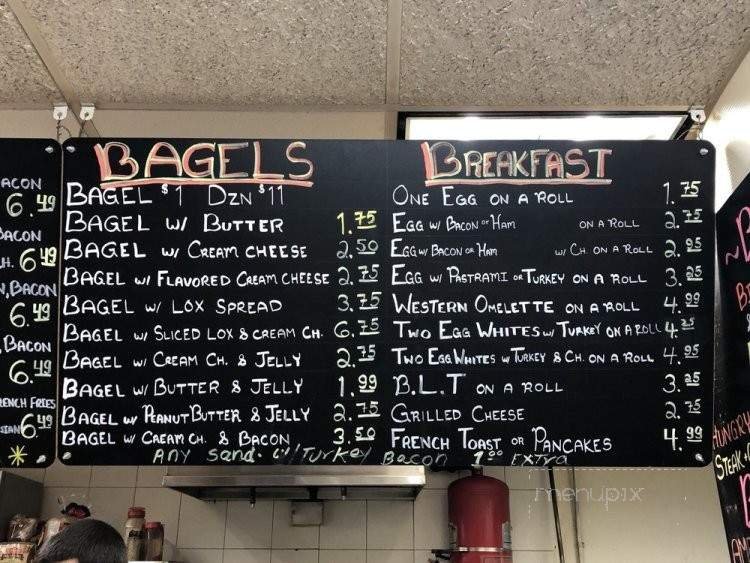 ACON
6.49
BACON
H. 6.49
W. BACON
6.49
BACON
6.49
ENCH FRIES
6.49
BAGELS
BAGEL $1 DZN $11
BAGEL W/ BUTTER 1.75
BAGEL W/ CREAM CHEESE 2.50
BAGEL W/ FLAVORED CREAM CHEESE 2.75
BAGEL W/ LOX SPREAD 3.75
BAGEL W/ SLICED LOX & CREAM CH. 6.75
BAGEL W/ CREAM CH. & JELLY 2.75
BAGEL W/ BUTTER & JELLY 1.99
BAGEL W/ PEANUT BUTTER & JELLY 2.75
BAGEL W/ CREAM CH. & BACON 3.50
BREAKFAST
ONE EGG ON A ROLL 1.75
EGG W/ BACON OR HAM ON A ROLL 2.75
EGG W/ BACON OR HAM W/ CH. ON A ROLL 2.95
EGG W/ PASTRAMI OR TURKEY ON A ROLL 3.25
WESTERN OMELETTE ON A ROLL 4.99
TWO EGG WHITES W/ TURKEY ON A ROLL 4.25
TWO EGG WHITES W/ TURKEY & CH. ON A ROLL 4.95
B.L.T ON A ROLL 3.25
GRILLED CHEESE 2.75
FRENCH TOAST OR PANCAKES 4.99
Any Sand. w/ Turkey Bacon 1.00 EXTRA
HUNGRY
STEAK
menupix